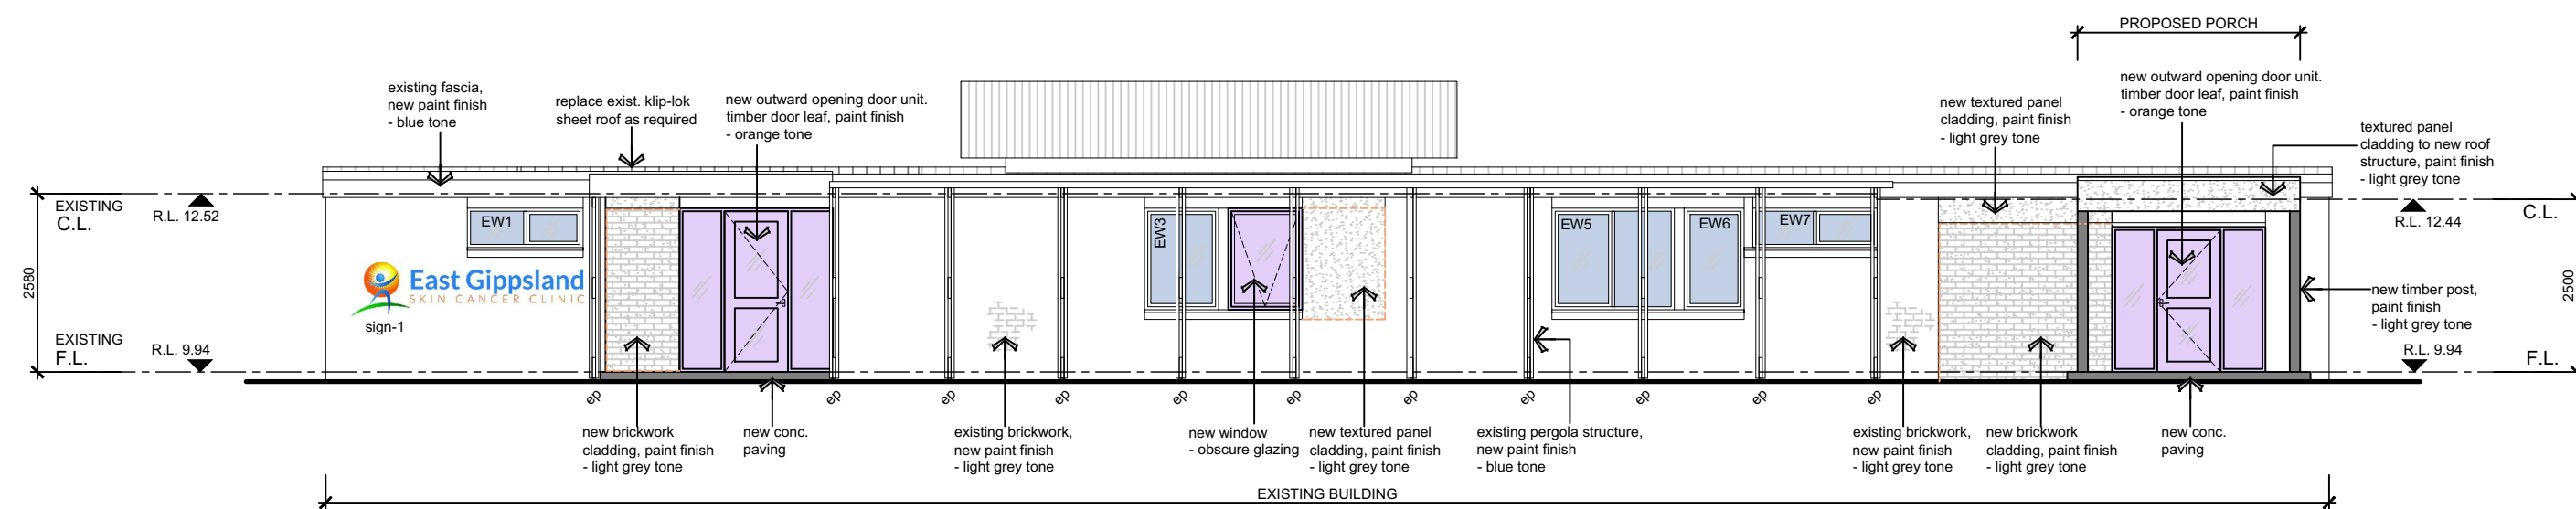 PROPOSED PORCH
existing fascia,
new paint finish
- blue tone
replace exist. klip-lok
sheet roof as required
new outward opening door unit.
timber door leaf, paint finish
- orange tone
new textured panel
cladding, paint finish
- light grey tone
new outward opening door unit.
timber door leaf, paint finish
- orange tone
textured panel
cladding to new roof
structure, paint finish
- light grey tone
EXISTING
C.L.
R.L. 12.52
2580
EXISTING
F.L.
R.L. 9.94
EW1
East Gippsland
SKIN CANCER CLINIC
sign-1
EW3
EW5
EW6
EW7
C.L.
R.L. 12.44
2500
new timber post,
paint finish
- light grey tone
R.L. 9.94
F.L.
ep
ep
ep
ep
ep
ep
ep
ep
ep
ep
ep
ep
new brickwork
cladding, paint finish
- light grey tone
new conc.
paving
existing brickwork,
new paint finish
- light grey tone
new window
- obscure glazing
new textured panel
cladding, paint finish
- light grey tone
existing pergola structure,
new paint finish
- blue tone
existing brickwork,
new paint finish
- light grey tone
new brickwork
cladding, paint finish
- light grey tone
new conc.
paving
EXISTING BUILDING